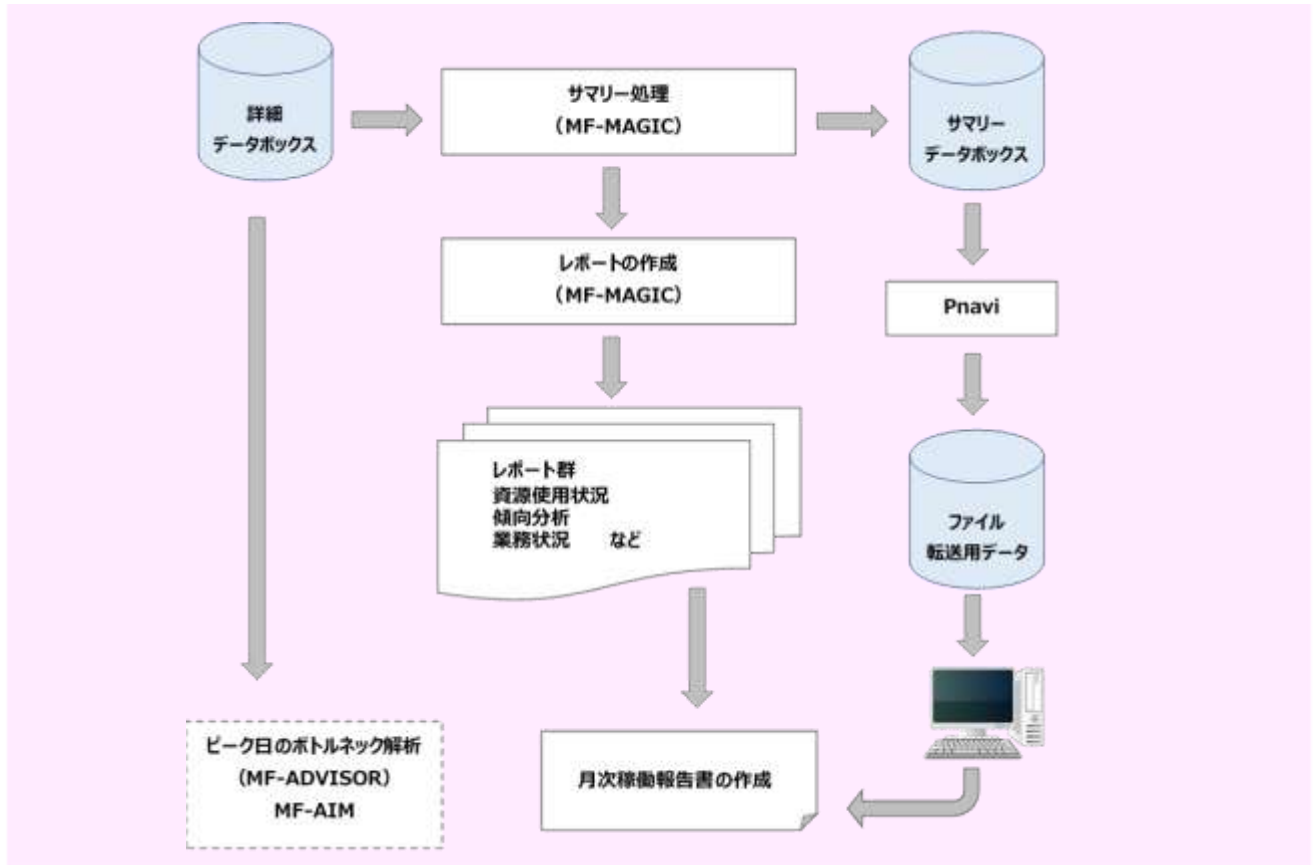 詳細
データボックス
サマリー処理
（MF-MAGIC）
サマリー
データボックス
レポートの作成
（MF-MAGIC）
Pnavi
レポート群
資源使用状況
傾向分析
業務状況　　など
ファイル
転送用データ
ピーク日のボトルネック解析
（MF-ADVISOR）
MF-AIM
月次稼働報告書の作成